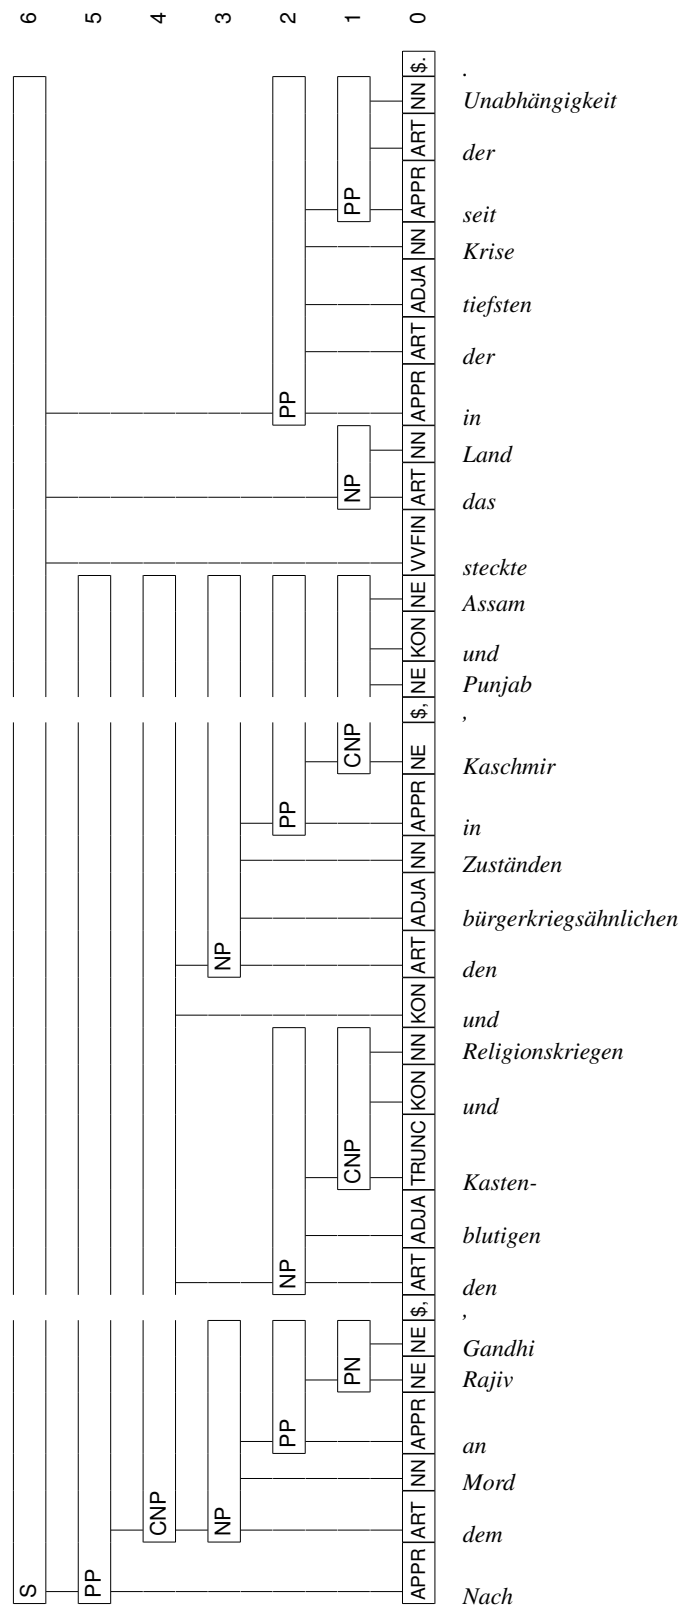 S 6
PP 5
CNP 4
NP NP 3
PP NP PP PP 2
PN CNP CNP NP PP 1
APPR ART NN APPR NE NE $, ART ADJA TRUNC KON NN KON ART ADJA NN APPR NE $, NE KON NE VVFIN ART NN APPR ART ADJA NN APPR ART NN $. 0
Nach
dem
Mord
an
Rajiv
Gandhi
,
den
blutigen
Kasten-
und
Religionskriegen
und
den
bürgerkriegsähnlichen
Zuständen
in
Kaschmir
,
Punjab
und
Assam
steckte
das
Land
in
der
tiefsten
Krise
seit
der
Unabhängigkeit
.